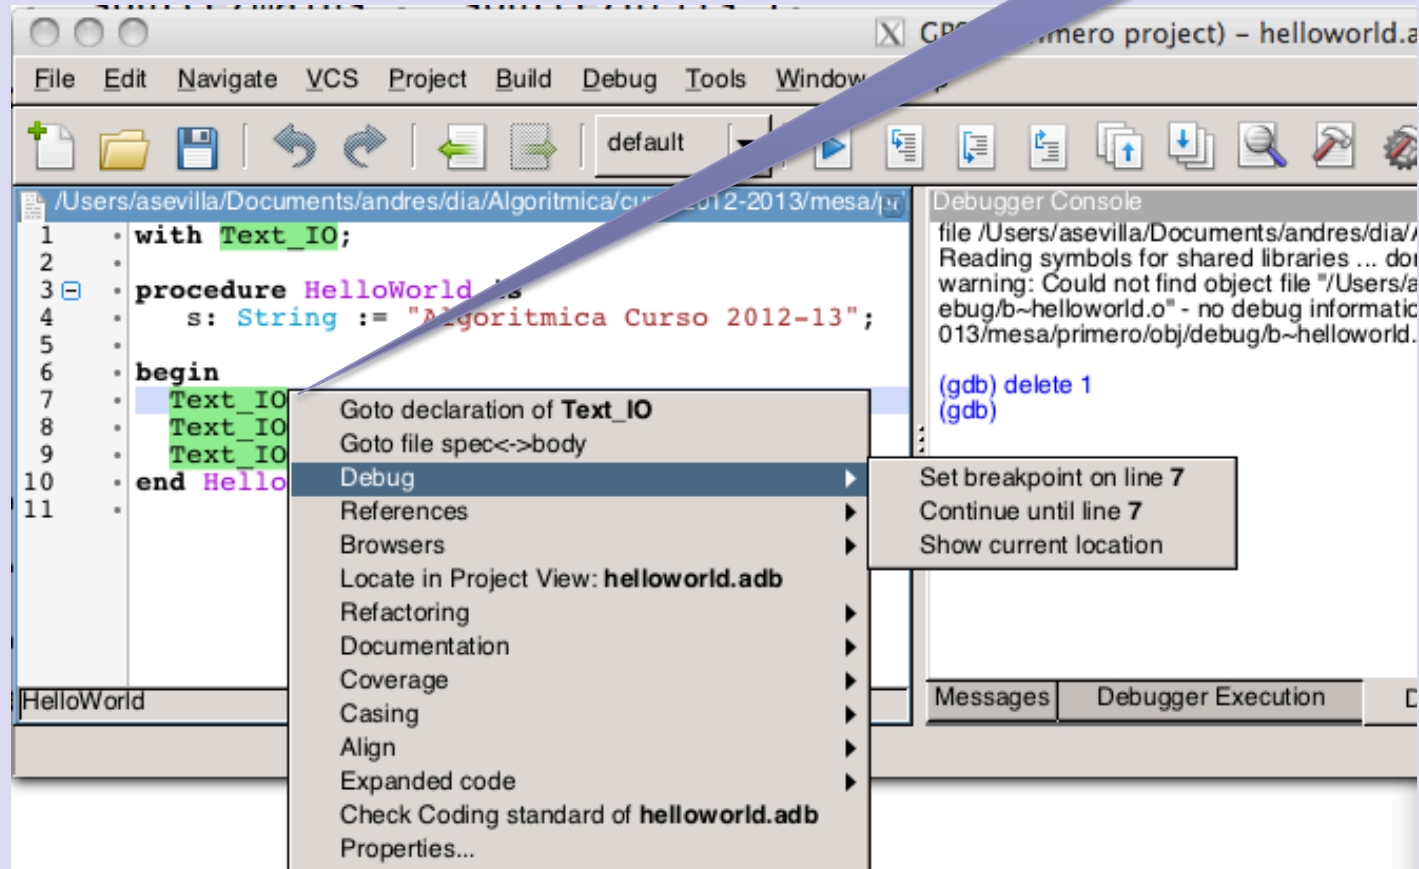 X GPS mero project) – helloworld.a
File Edit Navigate VCS Project Build Debug Tools Window
default
/Users/asevilla/Documents/andres/dia/Algoritmica/cur 2012-2013/mesa/p
1 with Text_IO;
2
3 procedure HelloWorld is
4 s: String := "Algoritmica Curso 2012-13";
5
6 begin
7 Text_IO
8 Text_IO
9 Text_IO
10 end Hello
11
HelloWorld
Goto declaration of Text_IO
Goto file spec<->body
Debug
References
Browsers
Locate in Project View: helloworld.adb
Refactoring
Documentation
Coverage
Casing
Align
Expanded code
Check Coding standard of helloworld.adb
Properties...
Set breakpoint on line 7
Continue until line 7
Show current location
Debugger Console
file /Users/asevilla/Documents/andres/dia/
Reading symbols for shared libraries ... do
warning: Could not find object file "/Users/a
ebug/b~helloworld.o" - no debug informatio
013/mesa/primero/obj/debug/b~helloworld.
(gdb) delete 1
(gdb)
Messages Debugger Execution D